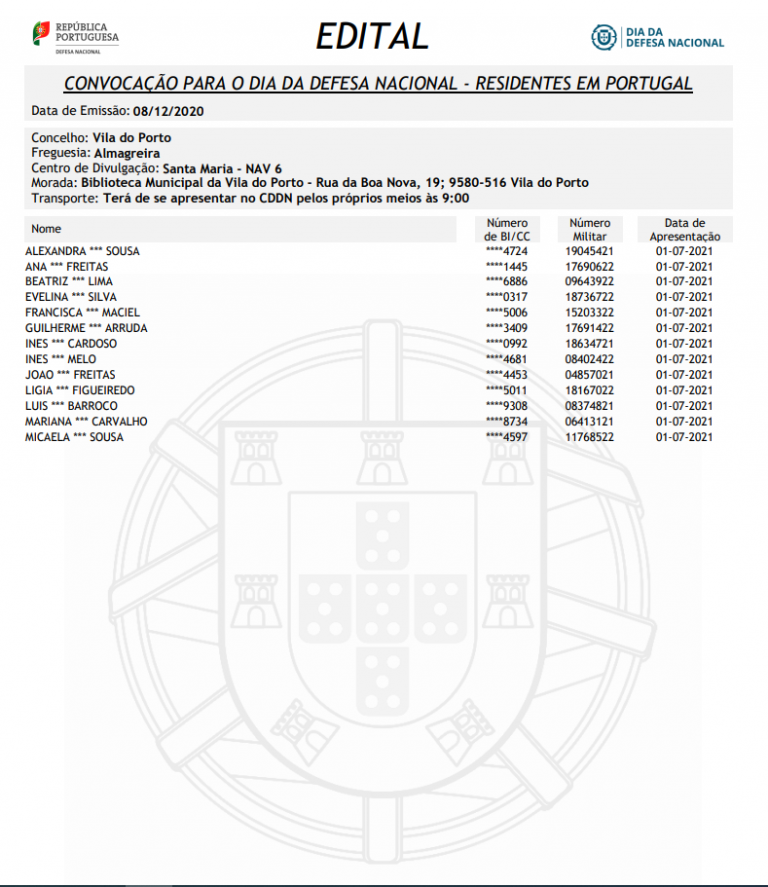 REPÚBLICA
PORTUGUESA
DEFESA NACIONAL
EDITAL
DIA DA
DEFESA NACIONAL
CONVOCAÇÃO PARA O DIA DA DEFESA NACIONAL - RESIDENTES EM PORTUGAL
Data de Emissão: 08/12/2020
Concelho: Vila do Porto
Freguesia: Almagreira
Centro de Divulgação: Santa Maria - NAV 6
Morada: Biblioteca Municipal da Vila do Porto - Rua da Boa Nova, 19; 9580-516 Vila do Porto
Transporte: Terá de se apresentar no CDDN pelos próprios meios às 9:00
Nome Número de BI/CC Número Militar Data de Apresentação
ALEXANDRA *** SOUSA ****4724 19045421 01-07-2021
ANA *** FREITAS ****1445 17690622 01-07-2021
BEATRIZ *** LIMA ****6886 09643922 01-07-2021
EVELINA *** SILVA ****0317 18736722 01-07-2021
FRANCISCA *** MACIEL ****5006 15203322 01-07-2021
GUILHERME *** ARRUDA ****3409 17691422 01-07-2021
INES *** CARDOSO ****0992 18634721 01-07-2021
INES *** MELO ****4681 08402422 01-07-2021
JOAO *** FREITAS ****4453 04857021 01-07-2021
LIGIA *** FIGUEIREDO ****5011 18167022 01-07-2021
LUIS *** BARROCO ****9308 08374821 01-07-2021
MARIANA *** CARVALHO ****8734 06413121 01-07-2021
MICAELA *** SOUSA ****4597 11768522 01-07-2021